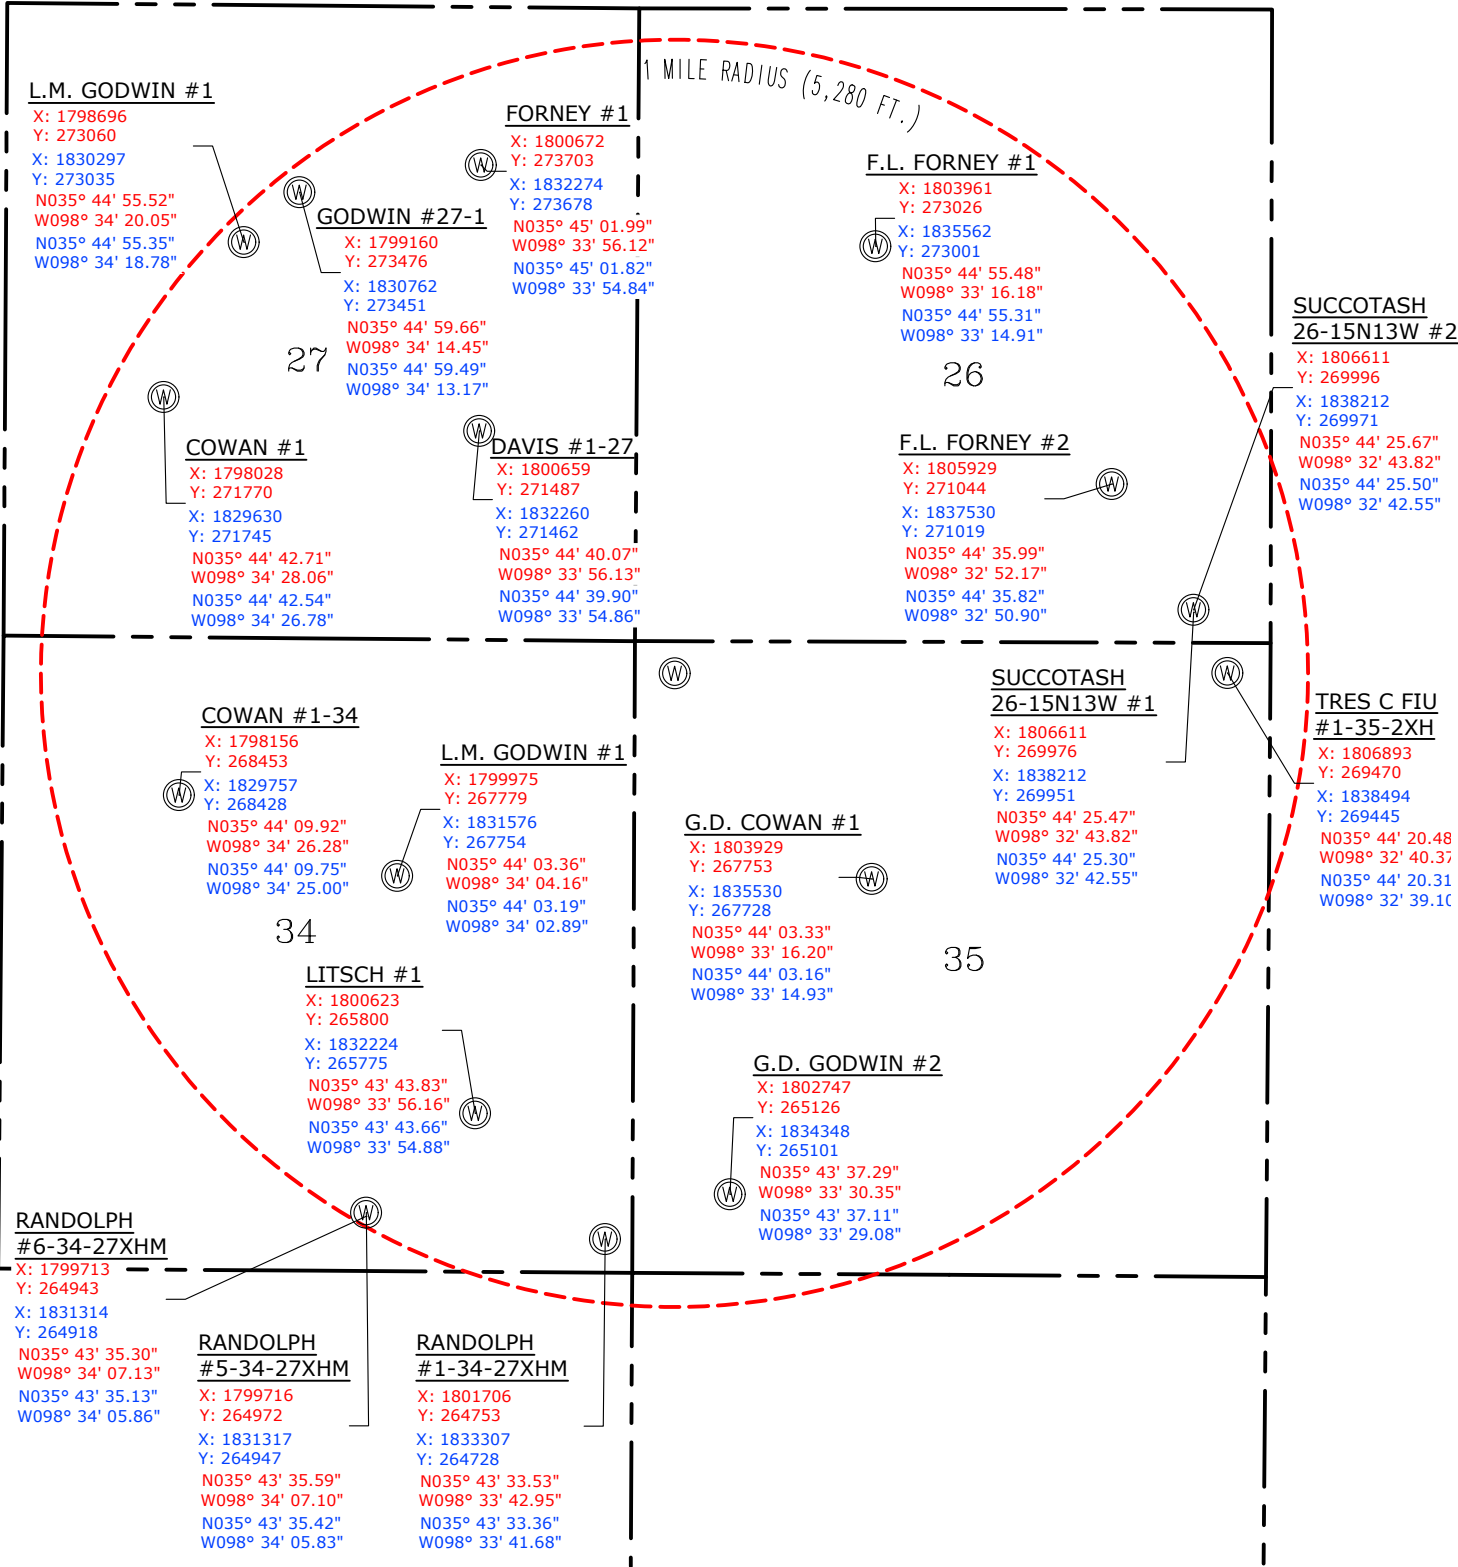 1 MILE RADIUS (5,280 FT.)
L.M. GODWIN #1
X: 1798696
Y: 273060
X: 1830297
Y: 273035
N035° 44' 55.52"
W098° 34' 20.05"
N035° 44' 55.35"
W098° 34' 18.78"
W
FORNEY #1
X: 1800672
Y: 273703
X: 1832274
Y: 273678
N035° 45' 01.99"
W098° 33' 56.12"
N035° 45' 01.82"
W098° 33' 54.84"
W
GODWIN #27-1
X: 1799160
Y: 273476
X: 1830762
Y: 273451
N035° 44' 59.66"
W098° 34' 14.45"
N035° 44' 59.49"
W098° 34' 13.17"
W
27
F.L. FORNEY #1
X: 1803961
Y: 273026
X: 1835562
Y: 273001
N035° 44' 55.48"
W098° 33' 16.18"
N035° 44' 55.31"
W098° 33' 14.91"
W
26
SUCCOTASH
26-15N13W #2
X: 1806611
Y: 269996
X: 1838212
Y: 269971
N035° 44' 25.67"
W098° 32' 43.82"
N035° 44' 25.50"
W098° 32' 42.55"
W
COWAN #1
X: 1798028
Y: 271770
X: 1829630
Y: 271745
N035° 44' 42.71"
W098° 34' 28.06"
N035° 44' 42.54"
W098° 34' 26.78"
W
DAVIS #1-27
X: 1800659
Y: 271487
X: 1832260
Y: 271462
N035° 44' 40.07"
W098° 33' 56.13"
N035° 44' 39.90"
W098° 33' 54.86"
W
F.L. FORNEY #2
X: 1805929
Y: 271044
X: 1837530
Y: 271019
N035° 44' 35.99"
W098° 32' 52.17"
N035° 44' 35.82"
W098° 32' 50.90"
W
W
COWAN #1-34
X: 1798156
Y: 268453
X: 1829757
Y: 268428
N035° 44' 09.92"
W098° 34' 26.28"
N035° 44' 09.75"
W098° 34' 25.00"
W
34
L.M. GODWIN #1
X: 1799975
Y: 267779
X: 1831576
Y: 267754
N035° 44' 03.36"
W098° 34' 04.16"
N035° 44' 03.19"
W098° 34' 02.89"
W
G.D. COWAN #1
X: 1803929
Y: 267753
X: 1835530
Y: 267728
N035° 44' 03.33"
W098° 33' 16.20"
N035° 44' 03.16"
W098° 33' 14.93"
W
35
SUCCOTASH
26-15N13W #1
X: 1806611
Y: 269976
X: 1838212
Y: 269951
N035° 44' 25.47"
W098° 32' 43.82"
N035° 44' 25.30"
W098° 32' 42.55"
TRES C FIU
#1-35-2XH
X: 1806893
Y: 269470
X: 1838494
Y: 269445
N035° 44' 20.48
W098° 32' 40.37
N035° 44' 20.31
W098° 32' 39.10
W
LITSCH #1
X: 1800623
Y: 265800
X: 1832224
Y: 265775
N035° 43' 43.83"
W098° 33' 56.16"
N035° 43' 43.66"
W098° 33' 54.88"
W
G.D. GODWIN #2
X: 1802747
Y: 265126
X: 1834348
Y: 265101
N035° 43' 37.29"
W098° 33' 30.35"
N035° 43' 37.11"
W098° 33' 29.08"
W
RANDOLPH
#6-34-27XHM
X: 1799713
Y: 264943
X: 1831314
Y: 264918
N035° 43' 35.30"
W098° 34' 07.13"
N035° 43' 35.13"
W098° 34' 05.86"
W
RANDOLPH
#5-34-27XHM
X: 1799716
Y: 264972
X: 1831317
Y: 264947
N035° 43' 35.59"
W098° 34' 07.10"
N035° 43' 35.42"
W098° 34' 05.83"
RANDOLPH
#1-34-27XHM
X: 1801706
Y: 264753
X: 1833307
Y: 264728
N035° 43' 33.53"
W098° 33' 42.95"
N035° 43' 33.36"
W098° 33' 41.68"
W